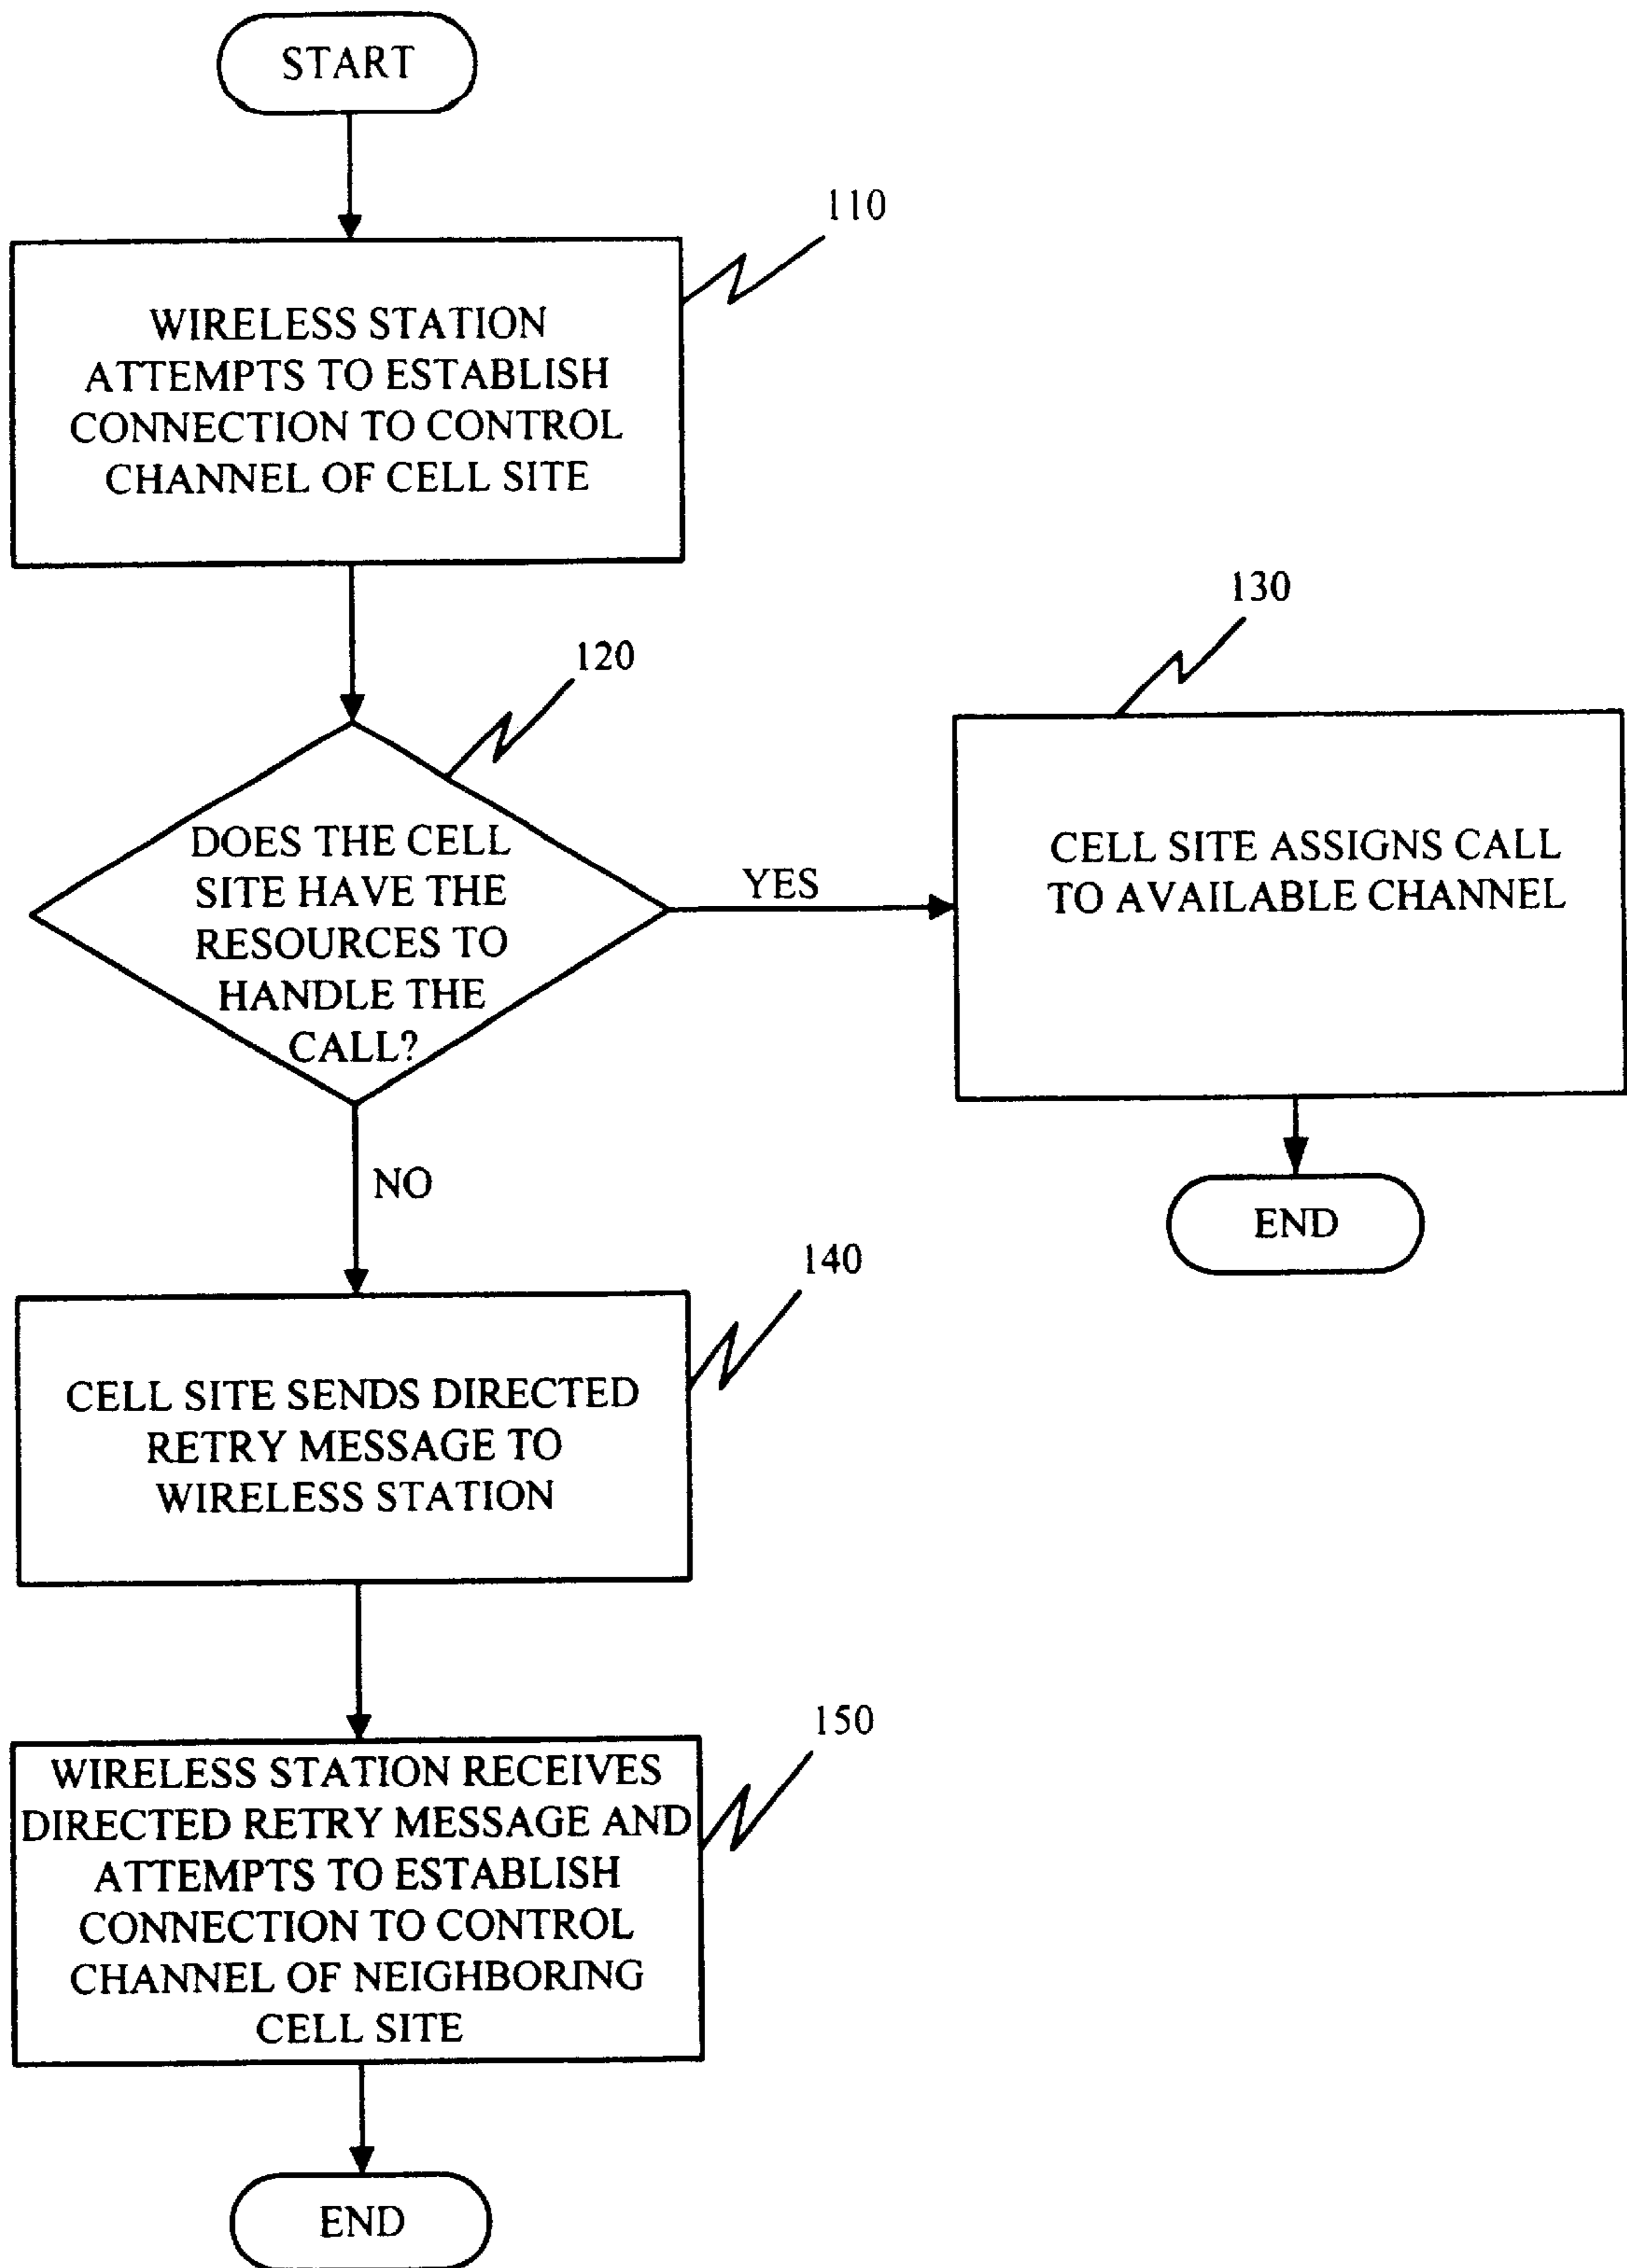 START
110
WIRELESS STATION
ATTEMPTS TO ESTABLISH
CONNECTION TO CONTROL
CHANNEL OF CELL SITE
120
DOES THE CELL
SITE HAVE THE
RESOURCES TO
HANDLE THE
CALL?
YES
130
CELL SITE ASSIGNS CALL
TO AVAILABLE CHANNEL
END
NO
140
CELL SITE SENDS DIRECTED
RETRY MESSAGE TO
WIRELESS STATION
150
WIRELESS STATION RECEIVES
DIRECTED RETRY MESSAGE AND
ATTEMPTS TO ESTABLISH
CONNECTION TO CONTROL
CHANNEL OF NEIGHBORING
CELL SITE
END